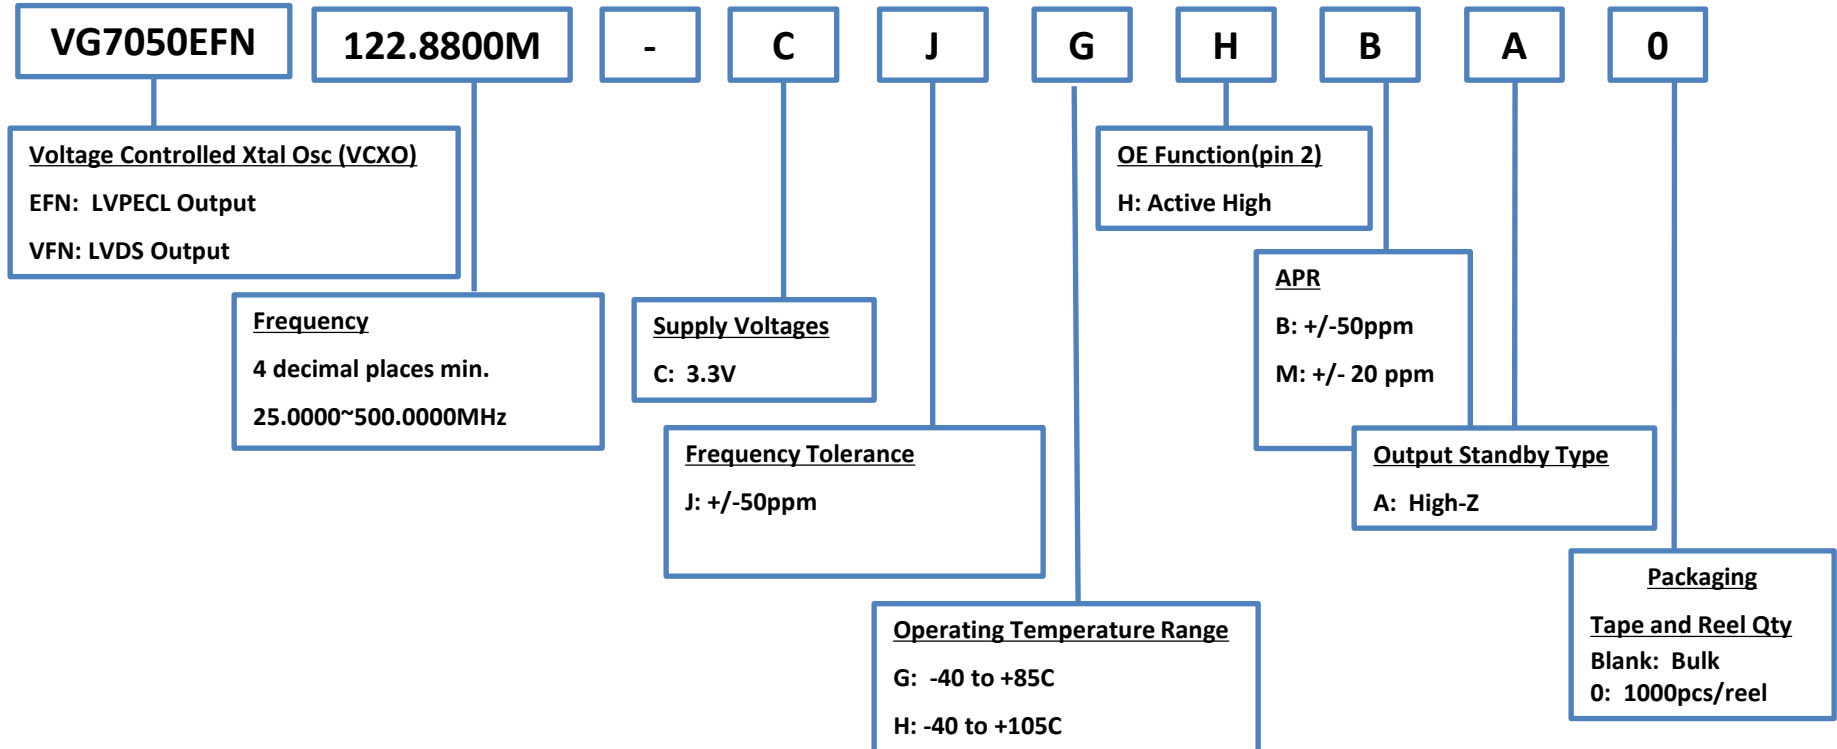 VG7050EFN 122.8800M - C J G H B A 0
Voltage Controlled Xtal Osc (VCXO)
EFN: LVPECL Output
VFN: LVDS Output
OE Function(pin 2)
H: Active High
APR
B: +/-50ppm
M: +/- 20 ppm
Frequency
4 decimal places min.
25.0000~500.0000MHz
Supply Voltages
C: 3.3V
Frequency Tolerance
J: +/-50ppm
Output Standby Type
A: High-Z
Operating Temperature Range
G: -40 to +85C
H: -40 to +105C
Packaging
Tape and Reel Qty
Blank: Bulk
0: 1000pcs/reel